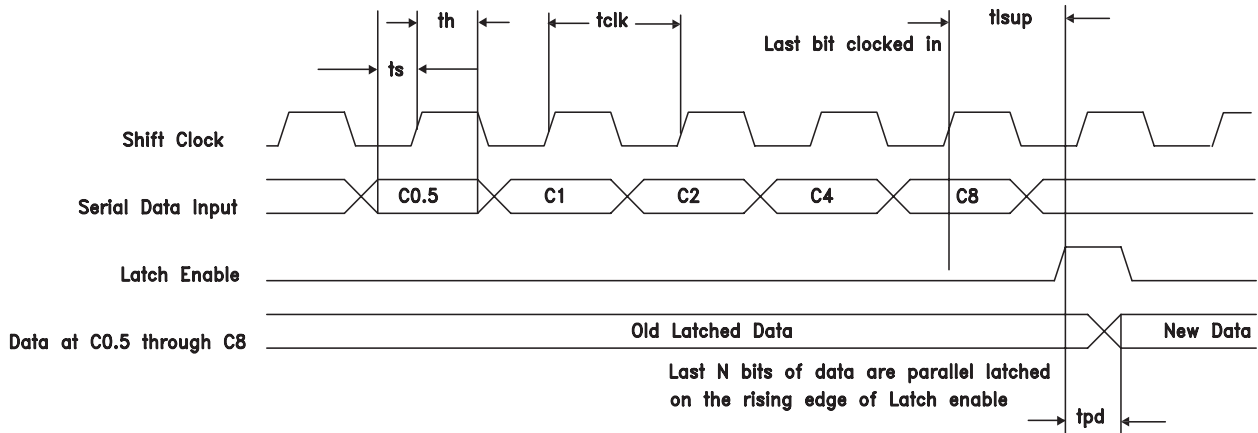 th
tclk
tlsup
Last bit clocked in
ts
Shift Clock
C0.5
C1
C2
C4
C8
Serial Data Input
Latch Enable
Data at C0.5 through C8
Old Latched Data
New Data
Last N bits of data are parallel latched
on the rising edge of Latch enable
tpd